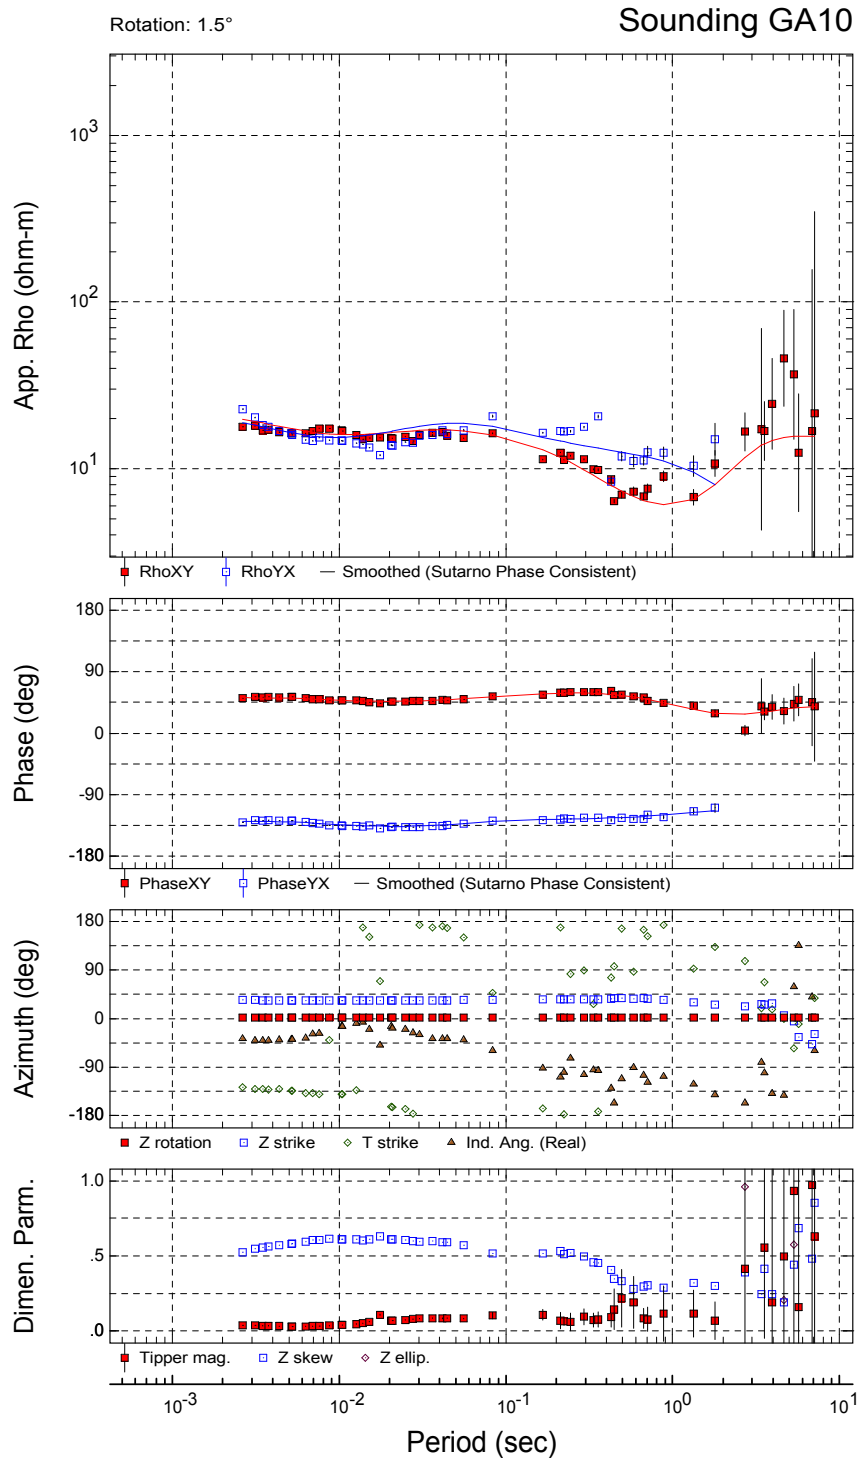 Rotation: 1.5°
Sounding GA10
App. Rho (ohm-m)
10³
10²
10¹
RhoXY RhoYX — Smoothed (Sutarno Phase Consistent)
Phase (deg)
180
90
0
-90
-180
PhaseXY PhaseYX — Smoothed (Sutarno Phase Consistent)
Azimuth (deg)
180
90
0
-90
-180
Z rotation Z strike T strike Ind. Ang. (Real)
Dimen. Parm.
1.0
.5
.0
Tipper mag. Z skew Z ellip.
10⁻³ 10⁻² 10⁻¹ 10⁰ 10¹
Period (sec)